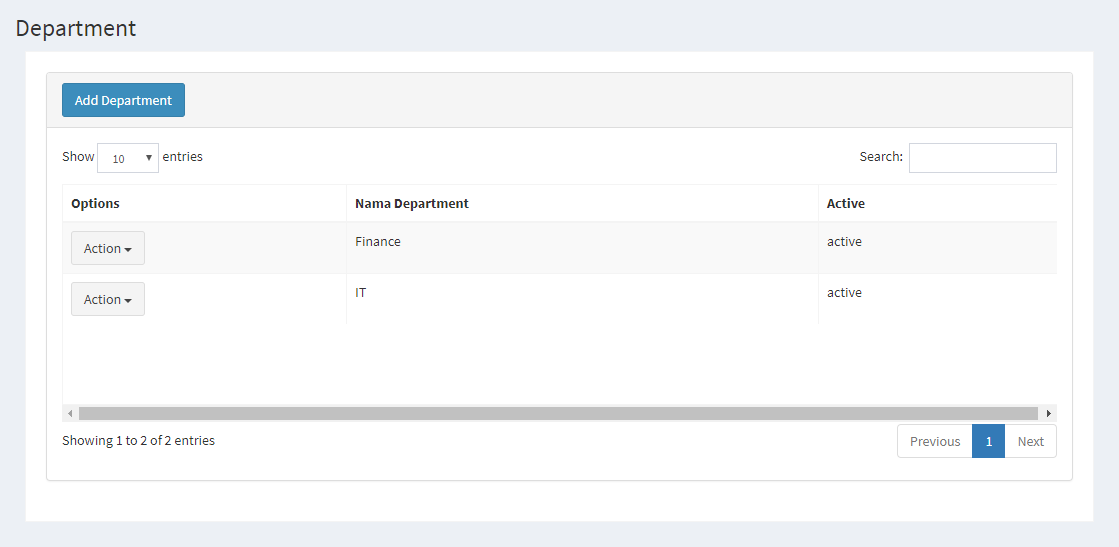 Department
Add Department
Show 10 entries Search:
Options Nama Department Active
Action Finance active
Action IT active
Showing 1 to 2 of 2 entries Previous 1 Next